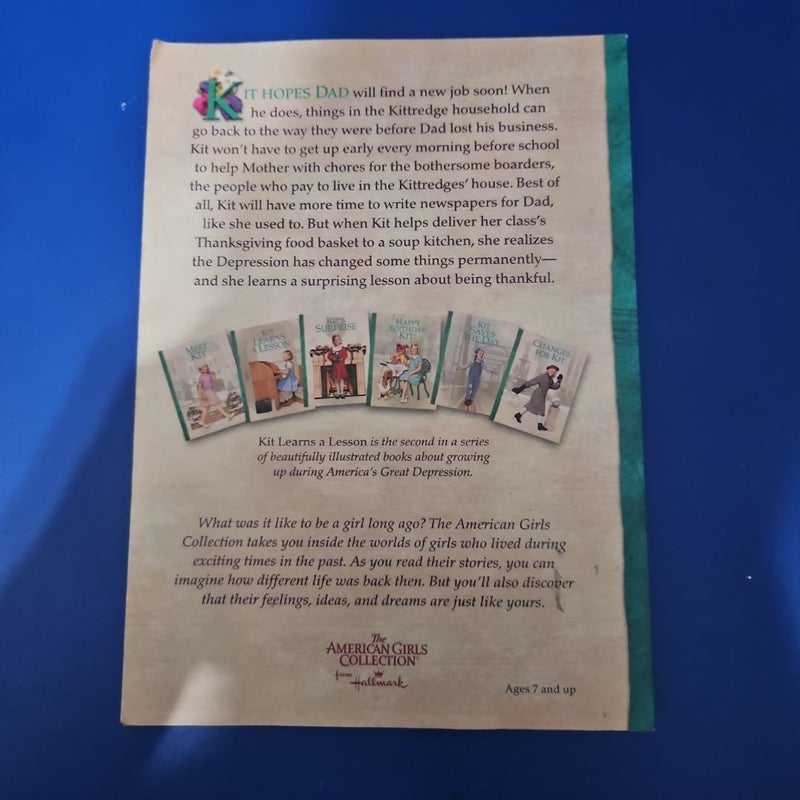 KIT HOPES DAD will find a new job soon! When
he does, things in the Kittredge household can
go back to the way they were before Dad lost his business.
Kit won't have to get up early every morning before school
to help Mother with chores for the bothersome boarders,
the people who pay to live in the Kittredges' house. Best of
all, Kit will have more time to write newspapers for Dad,
like she used to. But when Kit helps deliver her class's
Thanksgiving food basket to a soup kitchen, she realizes
the Depression has changed some things permanently—
and she learns a surprising lesson about being thankful.
MEET
KIT
KIT
LEARNS
A LESSON
KIT'S
SURPRISE
HAPPY
BIRTHDAY,
KIT!
KIT
SAVES
THE DAY
CHANGES
FOR KIT
Kit Learns a Lesson is the second in a series
of beautifully illustrated books about growing
up during America's Great Depression.
What was it like to be a girl long ago? The American Girls
Collection takes you inside the worlds of girls who lived during
exciting times in the past. As you read their stories, you can
imagine how different life was back then. But you'll also discover
that their feelings, ideas, and dreams are just like yours.
The
AMERICAN GIRLS
COLLECTION®
from Hallmark
Ages 7 and up